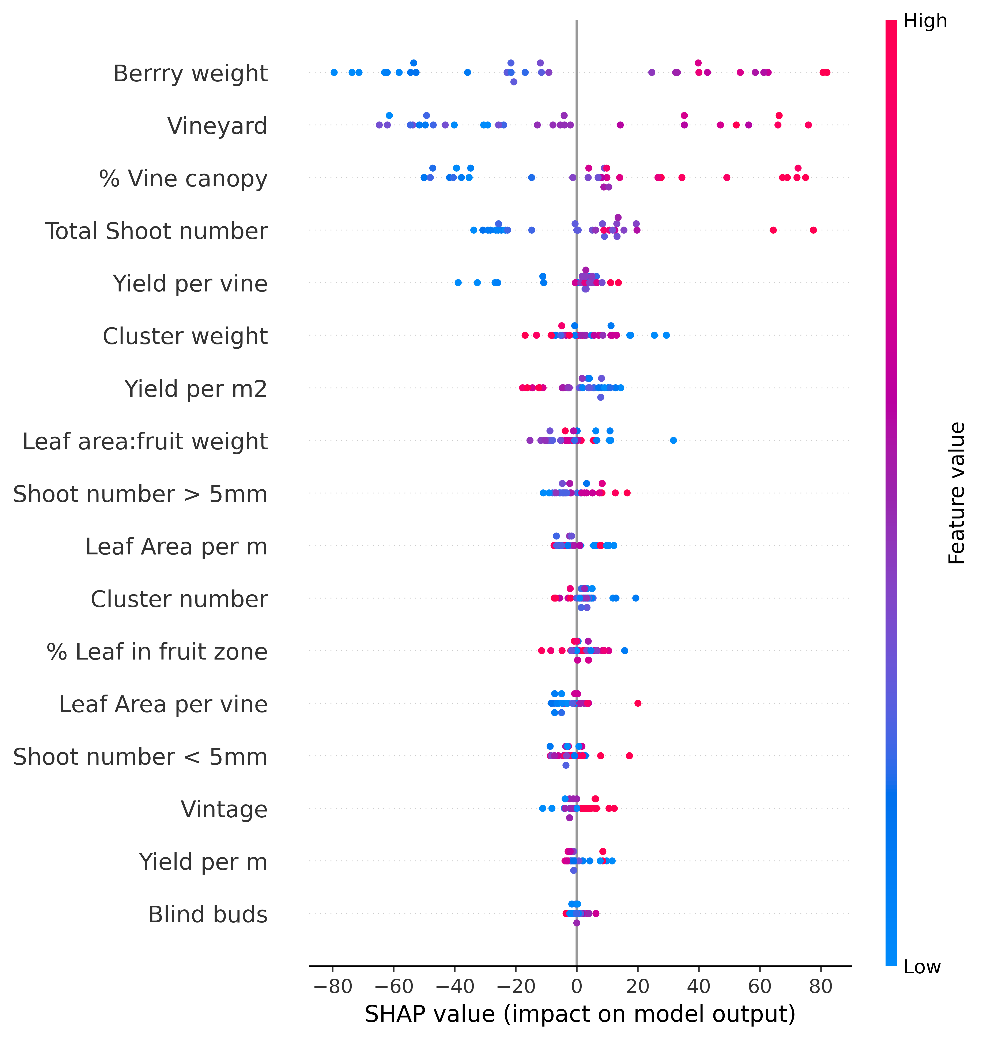 High
Berrry weight
Vineyard
% Vine canopy
Total Shoot number
Yield per vine
Cluster weight
Yield per m2
Leaf area:fruit weight
Shoot number > 5mm
Leaf Area per m
Cluster number
% Leaf in fruit zone
Leaf Area per vine
Shoot number < 5mm
Vintage
Yield per m
Blind buds
Feature value
Low
−80 −60 −40 −20 0 20 40 60 80
SHAP value (impact on model output)